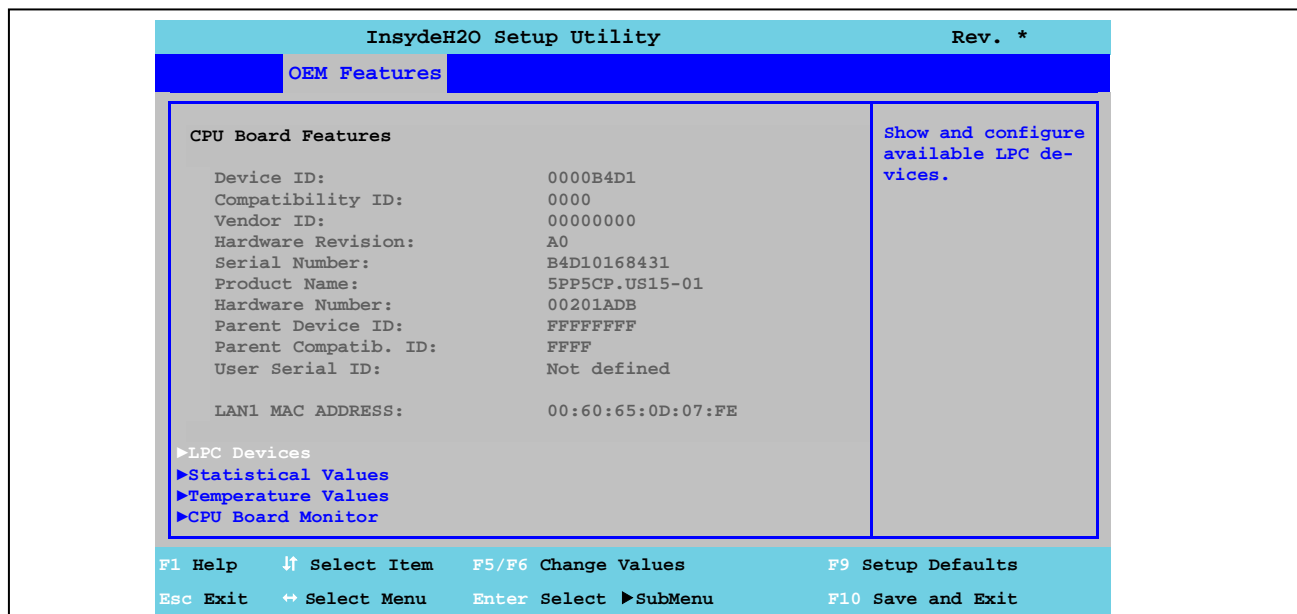 InsydeH2O Setup Utility Rev. *
OEM Features
CPU Board Features
Device ID: 0000B4D1
Compatibility ID: 0000
Vendor ID: 00000000
Hardware Revision: A0
Serial Number: B4D10168431
Product Name: 5PP5CP.US15-01
Hardware Number: 00201ADB
Parent Device ID: FFFFFFFF
Parent Compatib. ID: FFFF
User Serial ID: Not defined
LAN1 MAC ADDRESS: 00:60:65:0D:07:FE
►LPC Devices
►Statistical Values
►Temperature Values
►CPU Board Monitor
Show and configure
available LPC de-
vices.
F1 Help ↓↑ Select Item F5/F6 Change Values F9 Setup Defaults
Esc Exit ↔ Select Menu Enter Select ►SubMenu F10 Save and Exit